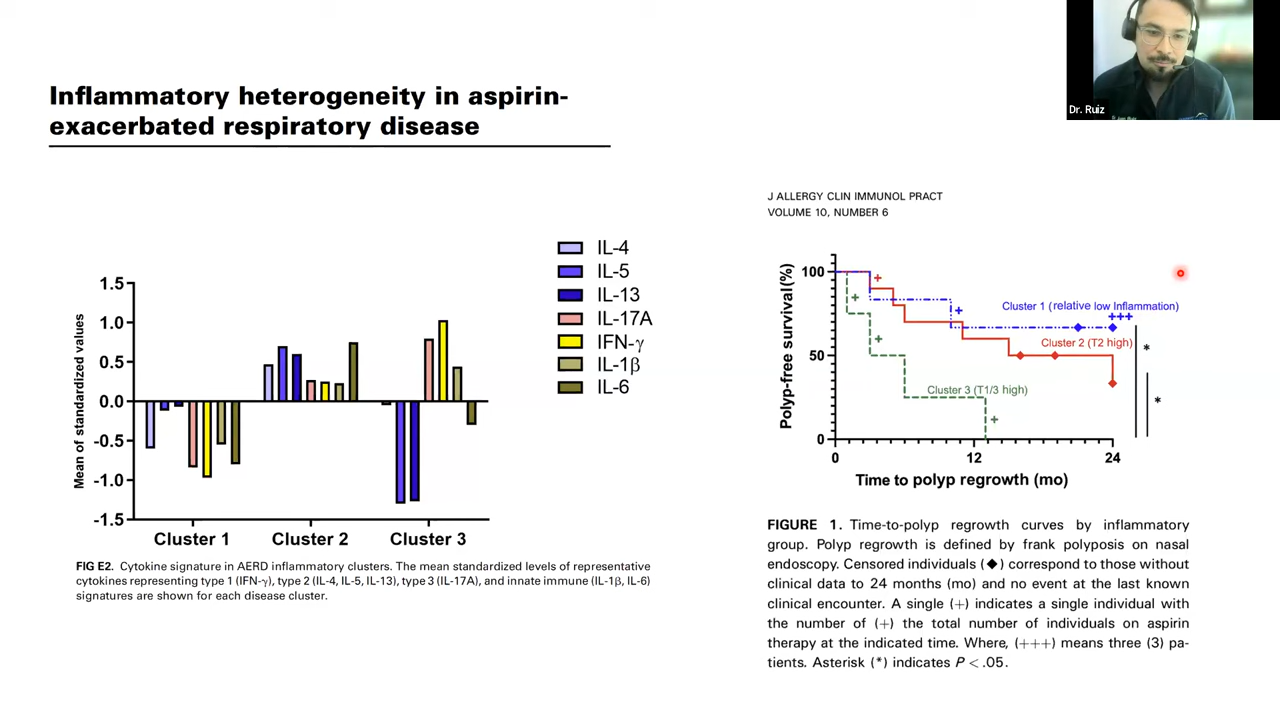 Inflammatory heterogeneity in aspirin-
exacerbated respiratory disease
Dr. Ruiz
J ALLERGY CLIN IMMUNOL PRACT
VOLUME 10, NUMBER 6
IL-4
IL-5
IL-13
IL-17A
IFN-γ
IL-1β
IL-6
Mean of standardized values
1.5
1.0
0.5
0.0
-0.5
-1.0
-1.5
Cluster 1
Cluster 2
Cluster 3
FIG E2. Cytokine signature in AERD inflammatory clusters. The mean standardized levels of representative
cytokines representing type 1 (IFN-γ), type 2 (IL-4, IL-5, IL-13), type 3 (IL-17A), and innate immune (IL-1β, IL-6)
signatures are shown for each disease cluster.
Polyp-free survival(%)
100
50
0
+
+
+
+
+
Cluster 1 (relative low Inflammation)
+++
Cluster 2 (T2 high)
Cluster 3 (T1/3 high)
*
*
0
12
24
Time to polyp regrowth (mo)
FIGURE 1. Time-to-polyp regrowth curves by inflammatory
group. Polyp regrowth is defined by frank polyposis on nasal
endoscopy. Censored individuals (◆) correspond to those without
clinical data to 24 months (mo) and no event at the last known
clinical encounter. A single (+) indicates a single individual with
the number of (+) the total number of individuals on aspirin
therapy at the indicated time. Where, (+++) means three (3) pa-
tients. Asterisk (*) indicates P < .05.